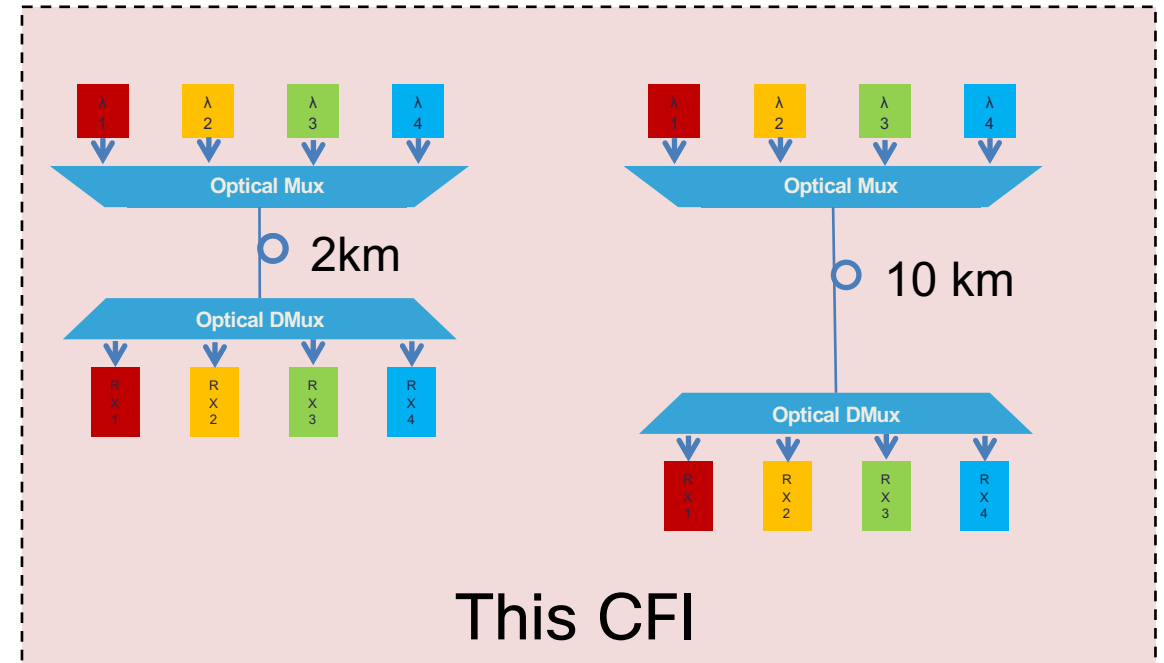 λ
1
λ
2
λ
3
λ
4
Optical Mux
2km
Optical DMux
R
X
1
R
X
2
R
X
3
R
X
4
λ
1
λ
2
λ
3
λ
4
Optical Mux
10 km
Optical DMux
R
X
1
R
X
2
R
X
3
R
X
4
This CFI